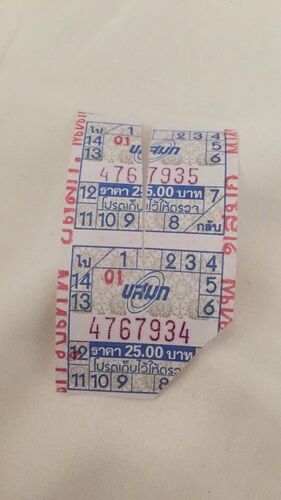 ไป 1 2 3 4
14 01 5
13 ขสมก 6
4767935
12 ราคา 25.00 บาท 7
โปรดเก็บไว้ให้ตรวจ
11 10 9 8 กลับ
ไป 1 2 3 4
14 01 5
13 ขสมก 6
4767934
12 ราคา 25.00 บาท
โปรดเก็บไว้ให้ตรวจ
11 10 9 8